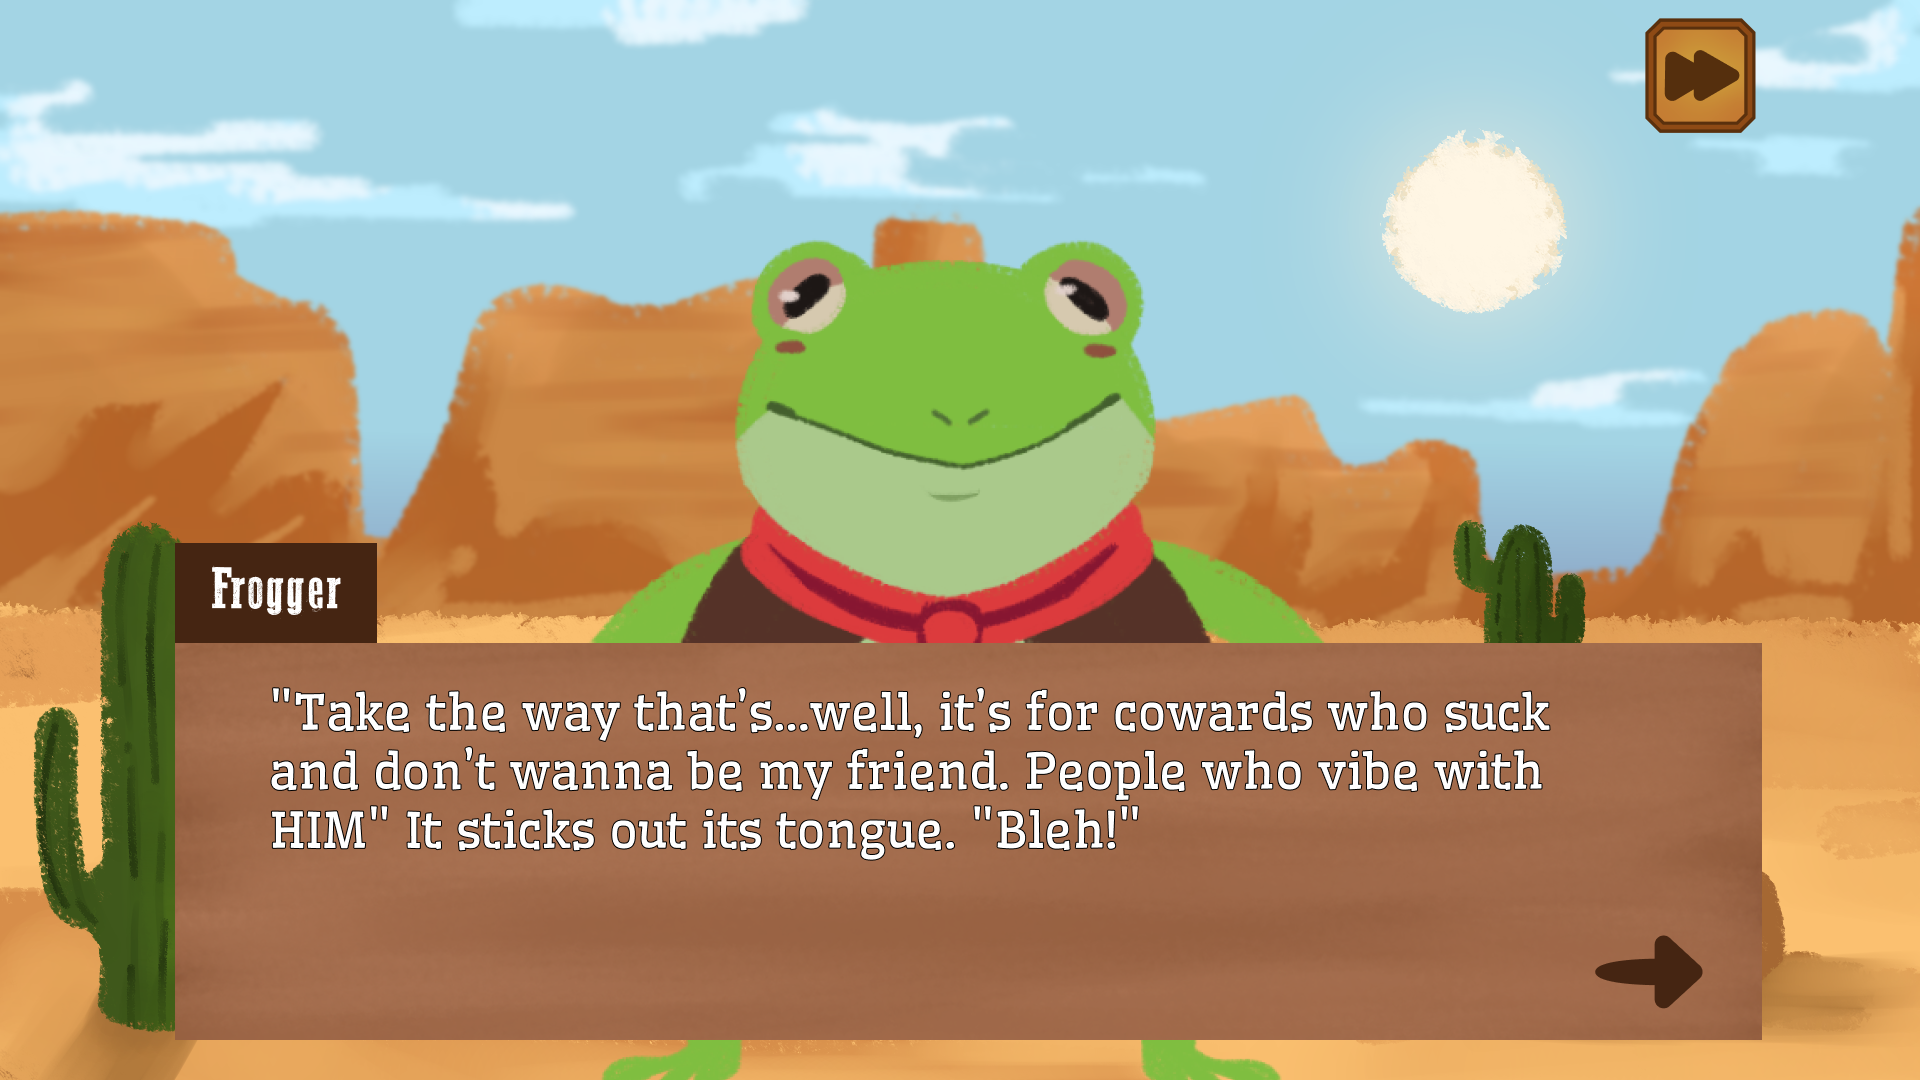 Frogger
"Take the way that's...well, it's for cowards who suck
and don't wanna be my friend. People who vibe with
HIM" It sticks out its tongue. "Bleh!"